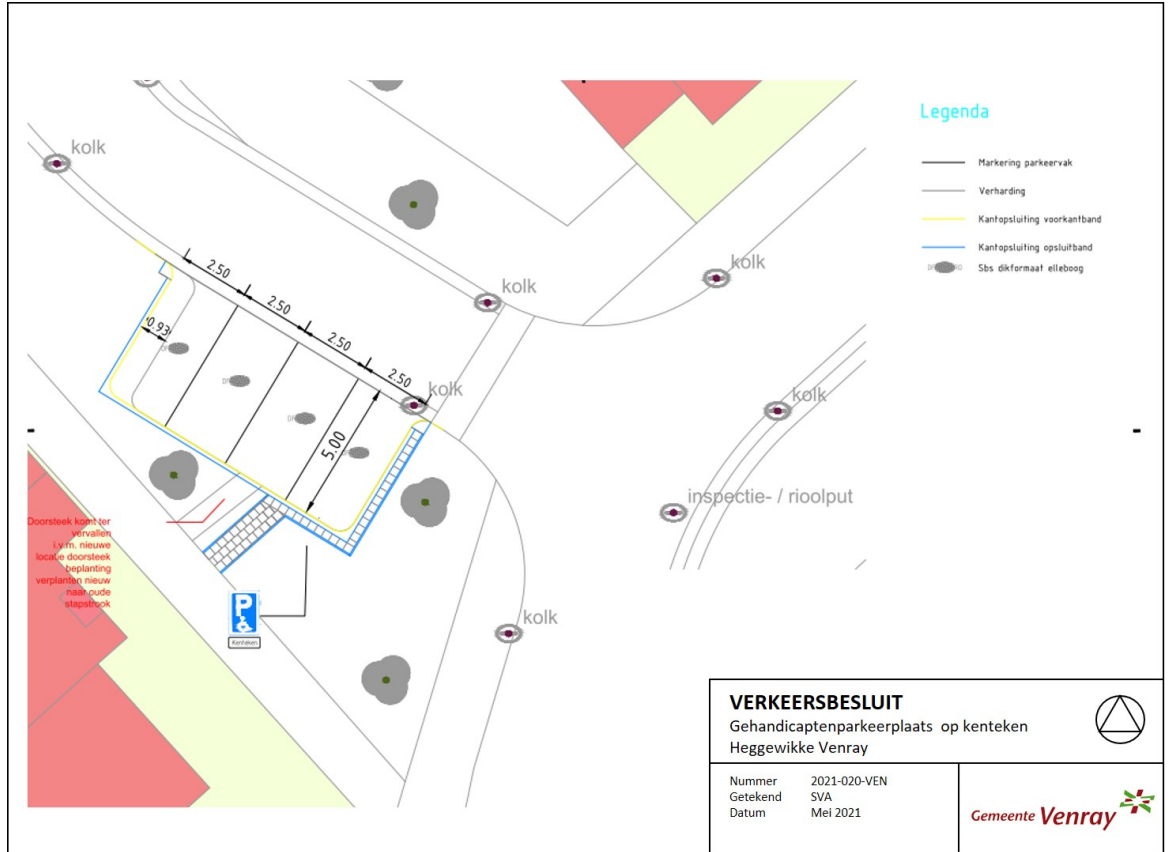 kolk
kolk
kolk
kolk
kolk
kolk
inspectie- / rioolput
2.50
2.50
2.50
2.50
0.93
5.00
Doorsteek komt ter
vervallen
i.v.m. nieuwe
locatie doorsteek
beplanting
verplanten nieuw
naar oude
stapstrook
P
Kenteken
Legenda
Markering parkeervak
Verharding
Kantopsluiting voorkantband
Kantopsluiting opsluitband
Sbs dikformaat elleboog
VERKEERSBESLUIT
Gehandicaptenparkeerplaats op kenteken
Heggewikke Venray
Nummer 2021-020-VEN
Getekend SVA
Datum Mei 2021
Gemeente Venray